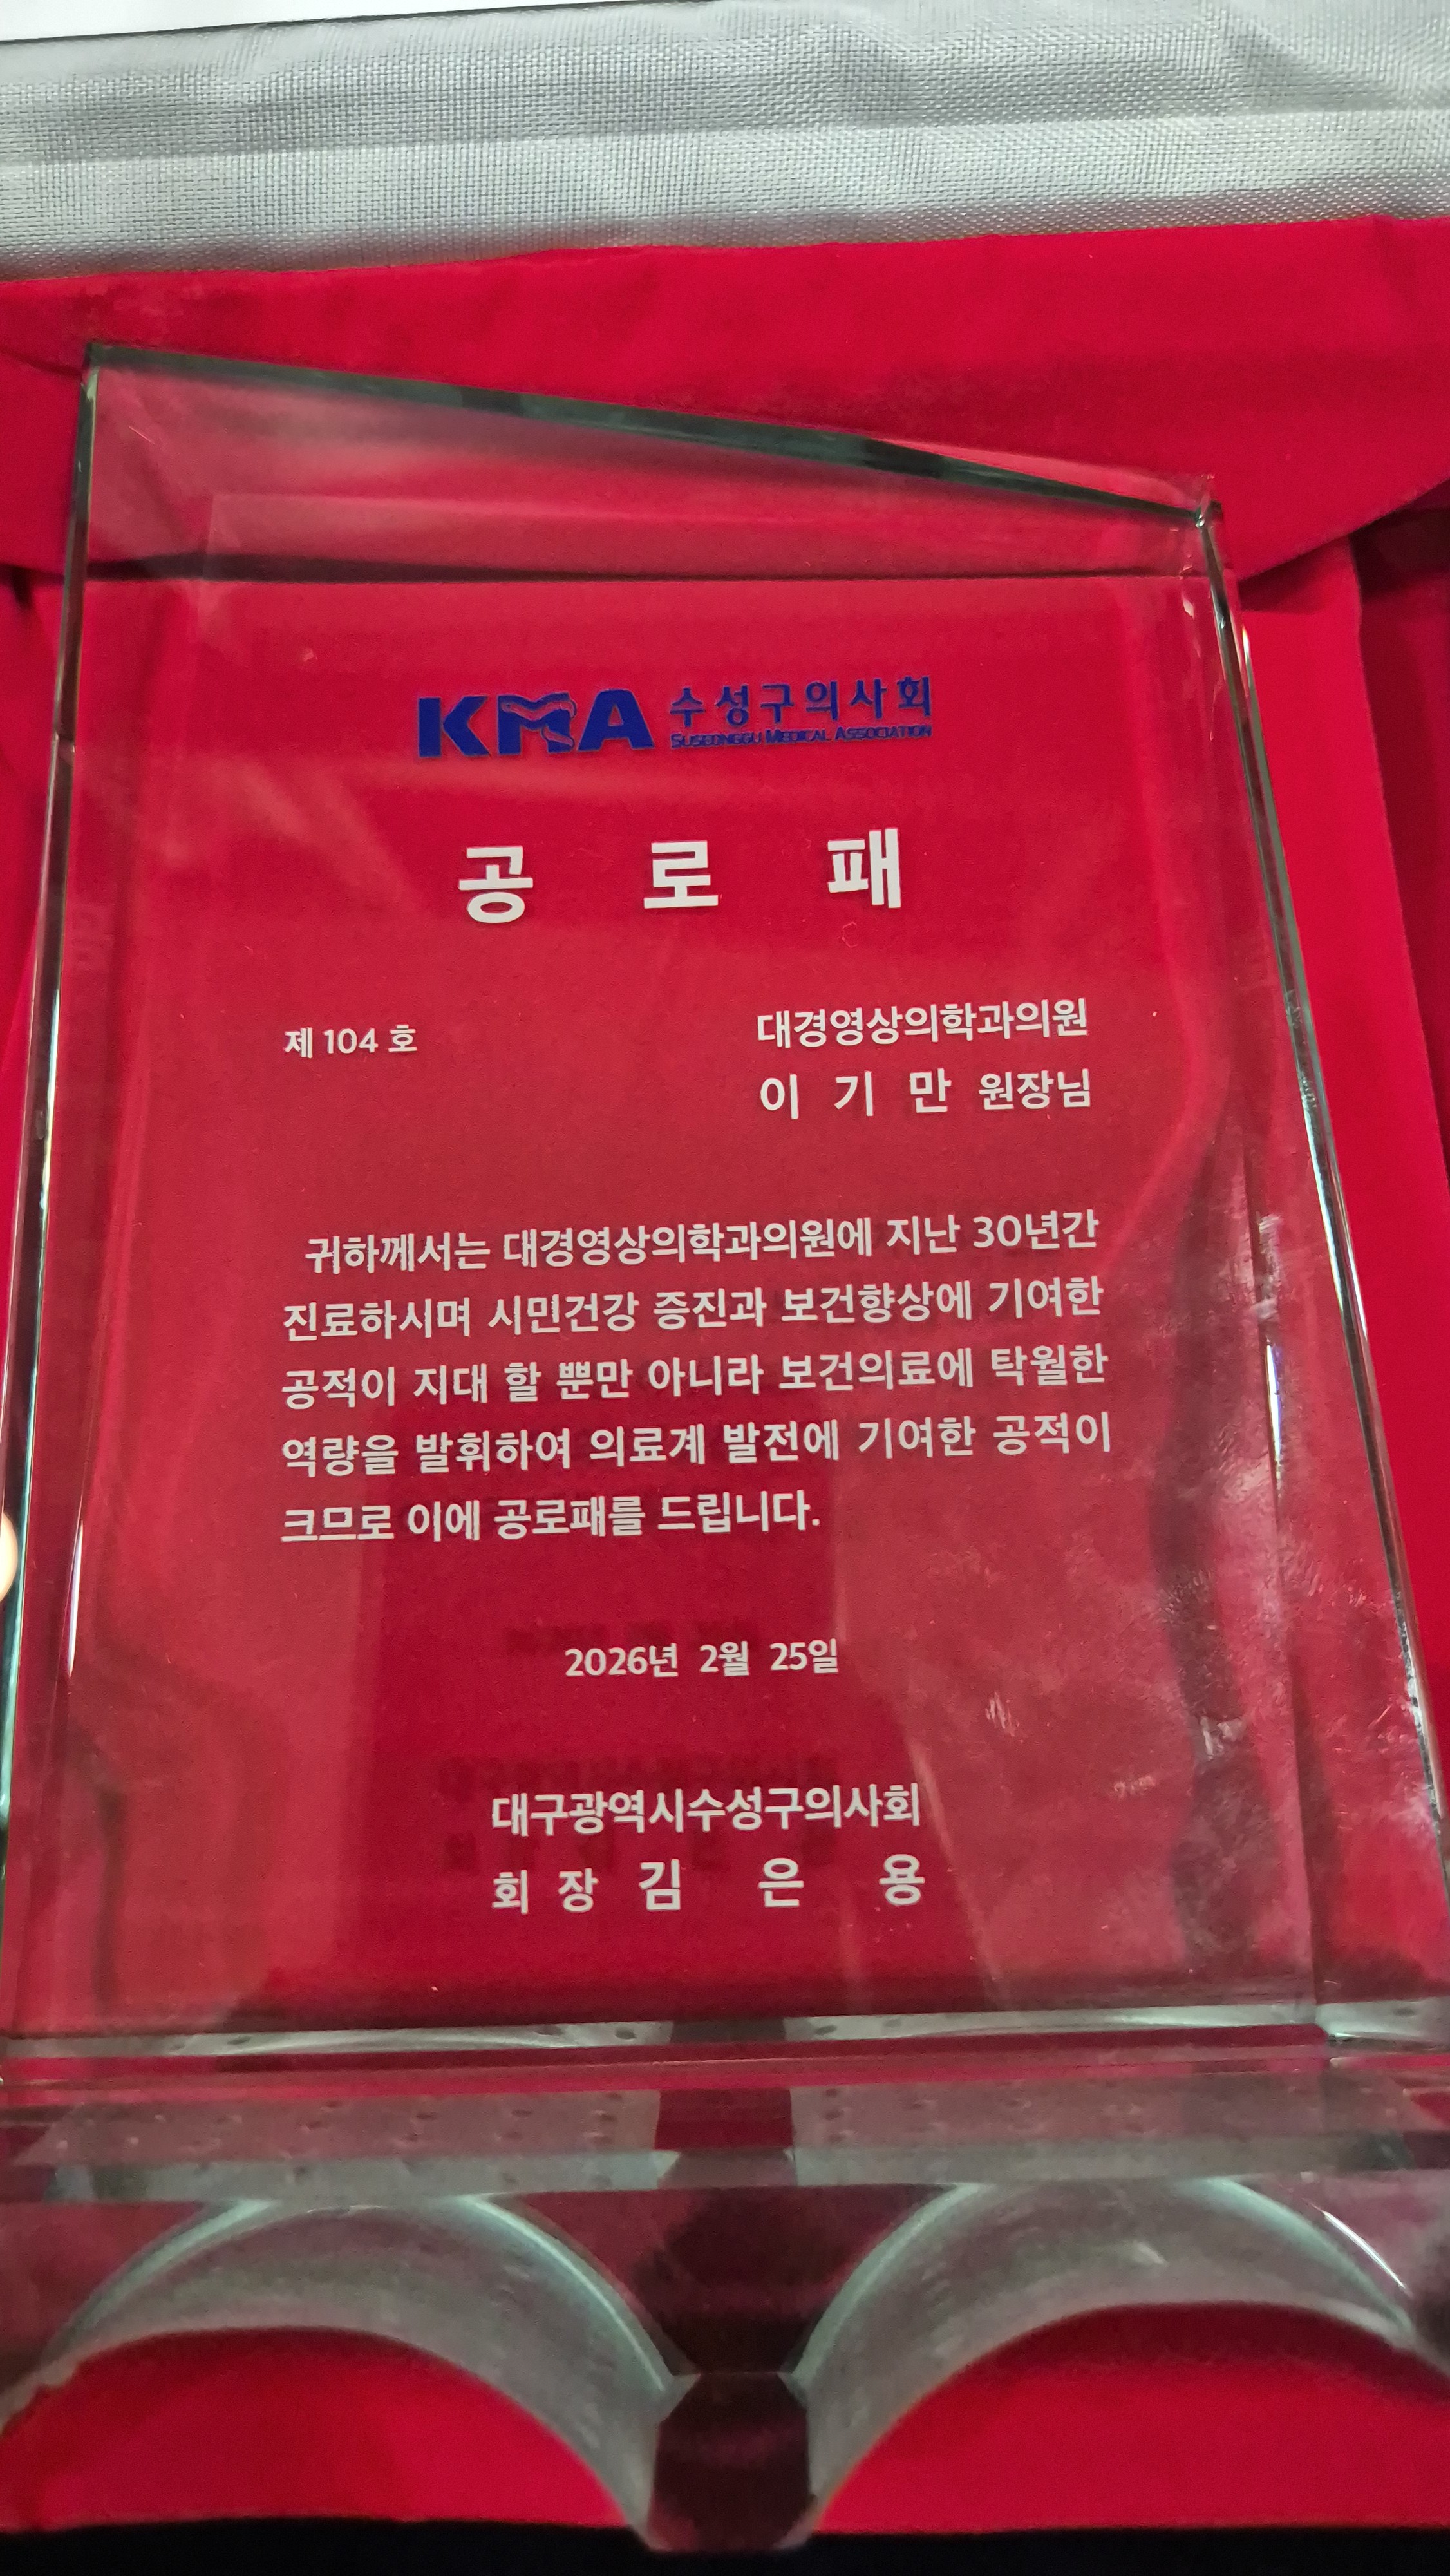 KMA 수성구의사회
SUSEONGGU MEDICAL ASSOCIATION
공 로 패
제 104 호
대경영상의학과의원
이 기 만 원장님
귀하께서는 대경영상의학과의원에 지난 30년간
진료하시며 시민건강 증진과 보건향상에 기여한
공적이 지대 할 뿐만 아니라 보건의료에 탁월한
역량을 발휘하여 의료계 발전에 기여한 공적이
크므로 이에 공로패를 드립니다.
2026년 2월 25일
대구광역시수성구의사회
회 장 김 은 용